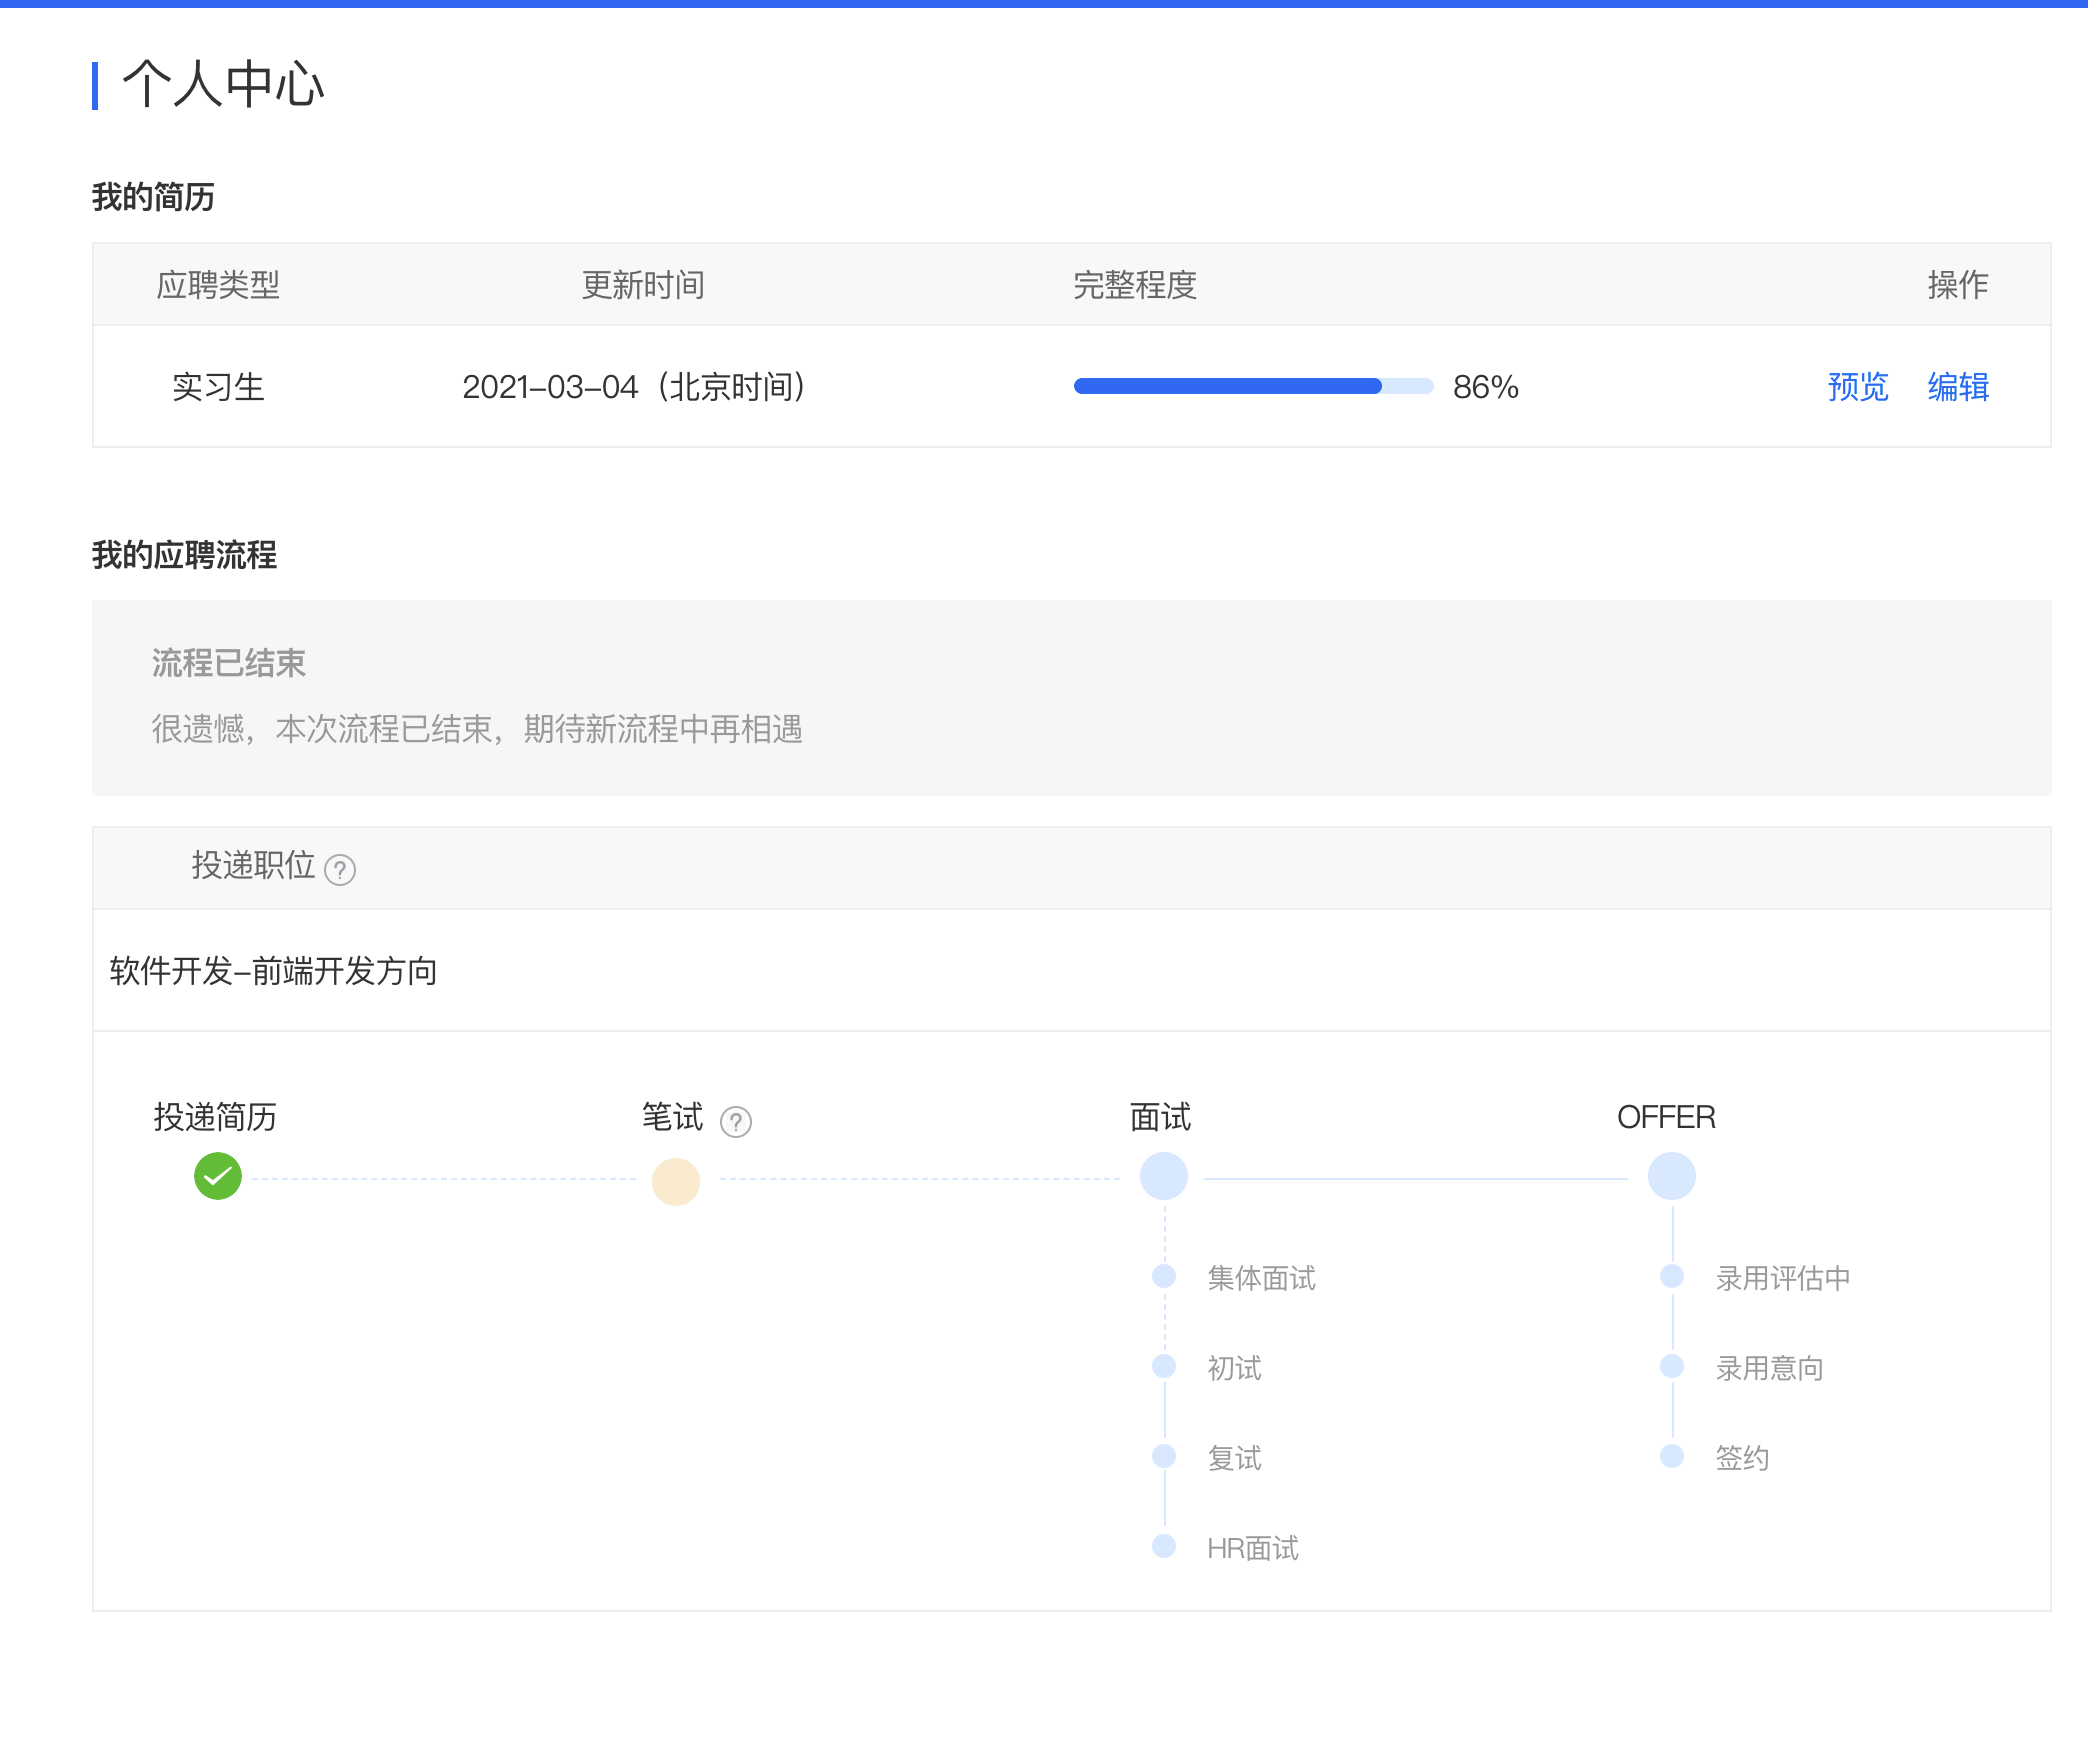 个人中心
我的简历
应聘类型 更新时间 完整程度 操作
实习生 2021-03-04（北京时间） 86% 预览 编辑
我的应聘流程
流程已结束
很遗憾，本次流程已结束，期待新流程中再相遇
投递职位 ?
软件开发-前端开发方向
投递简历 笔试 ? 面试 OFFER
集体面试 录用评估中
初试 录用意向
复试 签约
HR面试